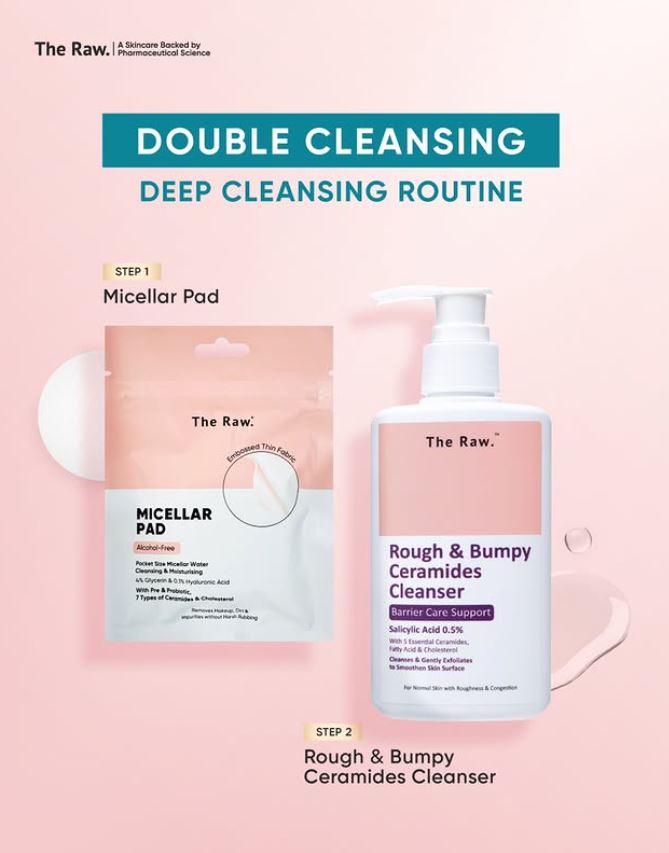 The Raw. | A Skincare Backed by
Pharmaceutical Science
DOUBLE CLEANSING
DEEP CLEANSING ROUTINE
STEP 1
Micellar Pad
The Raw.
Embossed Thin Fabric
MICELLAR
PAD
Alcohol-Free
Pocket Size Micellar Water
Cleansing & Moisturising
4% Glycerin & 0.1% Hyaluronic Acid
With Pre & Probiotic,
7 Types of Ceramides & Cholesterol
Removes Makeup, Dirt &
Impurities without Harsh Rubbing
The Raw.™
Rough & Bumpy
Ceramides
Cleanser
Barrier Care Support
Salicylic Acid 0.5%
With 5 Essential Ceramides,
Fatty Acid & Cholesterol
Cleanses & Gently Exfoliates
to Smoothen Skin Surface
For Normal Skin with Roughness & Congestion
STEP 2
Rough & Bumpy
Ceramides Cleanser